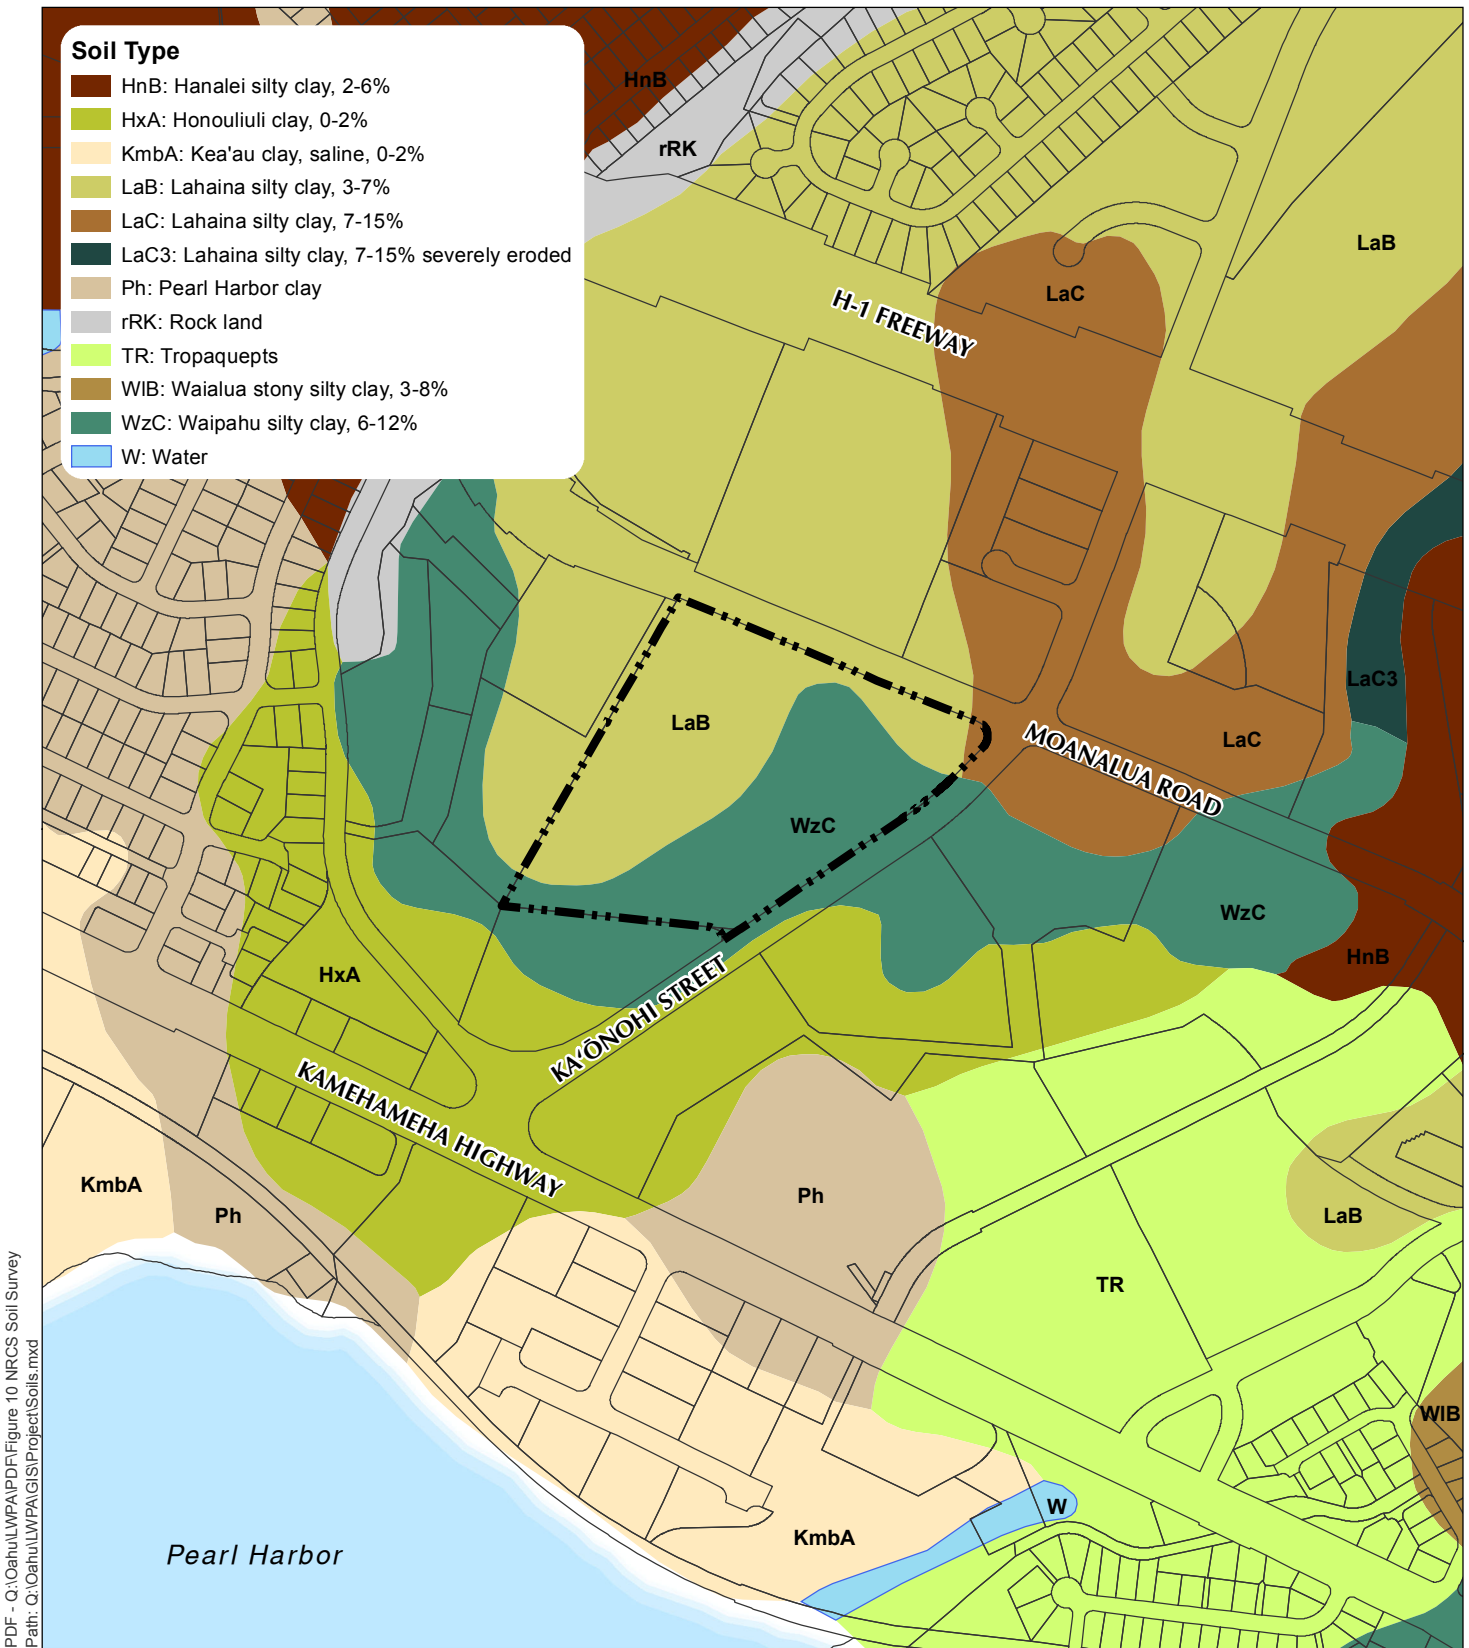 Soil Type
HnB: Hanalei silty clay, 2-6%
HxA: Honouliuli clay, 0-2%
KmbA: Kea'au clay, saline, 0-2%
LaB: Lahaina silty clay, 3-7%
LaC: Lahaina silty clay, 7-15%
LaC3: Lahaina silty clay, 7-15% severely eroded
Ph: Pearl Harbor clay
rRK: Rock land
TR: Tropaquepts
WIB: Waialua stony silty clay, 3-8%
WzC: Waipahu silty clay, 6-12%
W: Water
HnB
rRK
LaB
LaC
H-1 FREEWAY
LaC3
LaB
LaC
MOANALUA ROAD
WzC
WzC
HnB
HxA
KA‘ŌNOHI STREET
KAMEHAMEHA HIGHWAY
KmbA
Ph
Ph
LaB
TR
WIB
W
KmbA
Pearl Harbor
PDF - Q:\Oahu\LWPA\PDF\Figure 10 NRCS Soil Survey
Path: Q:\Oahu\LWPA\GIS\Project\Soils.mxd